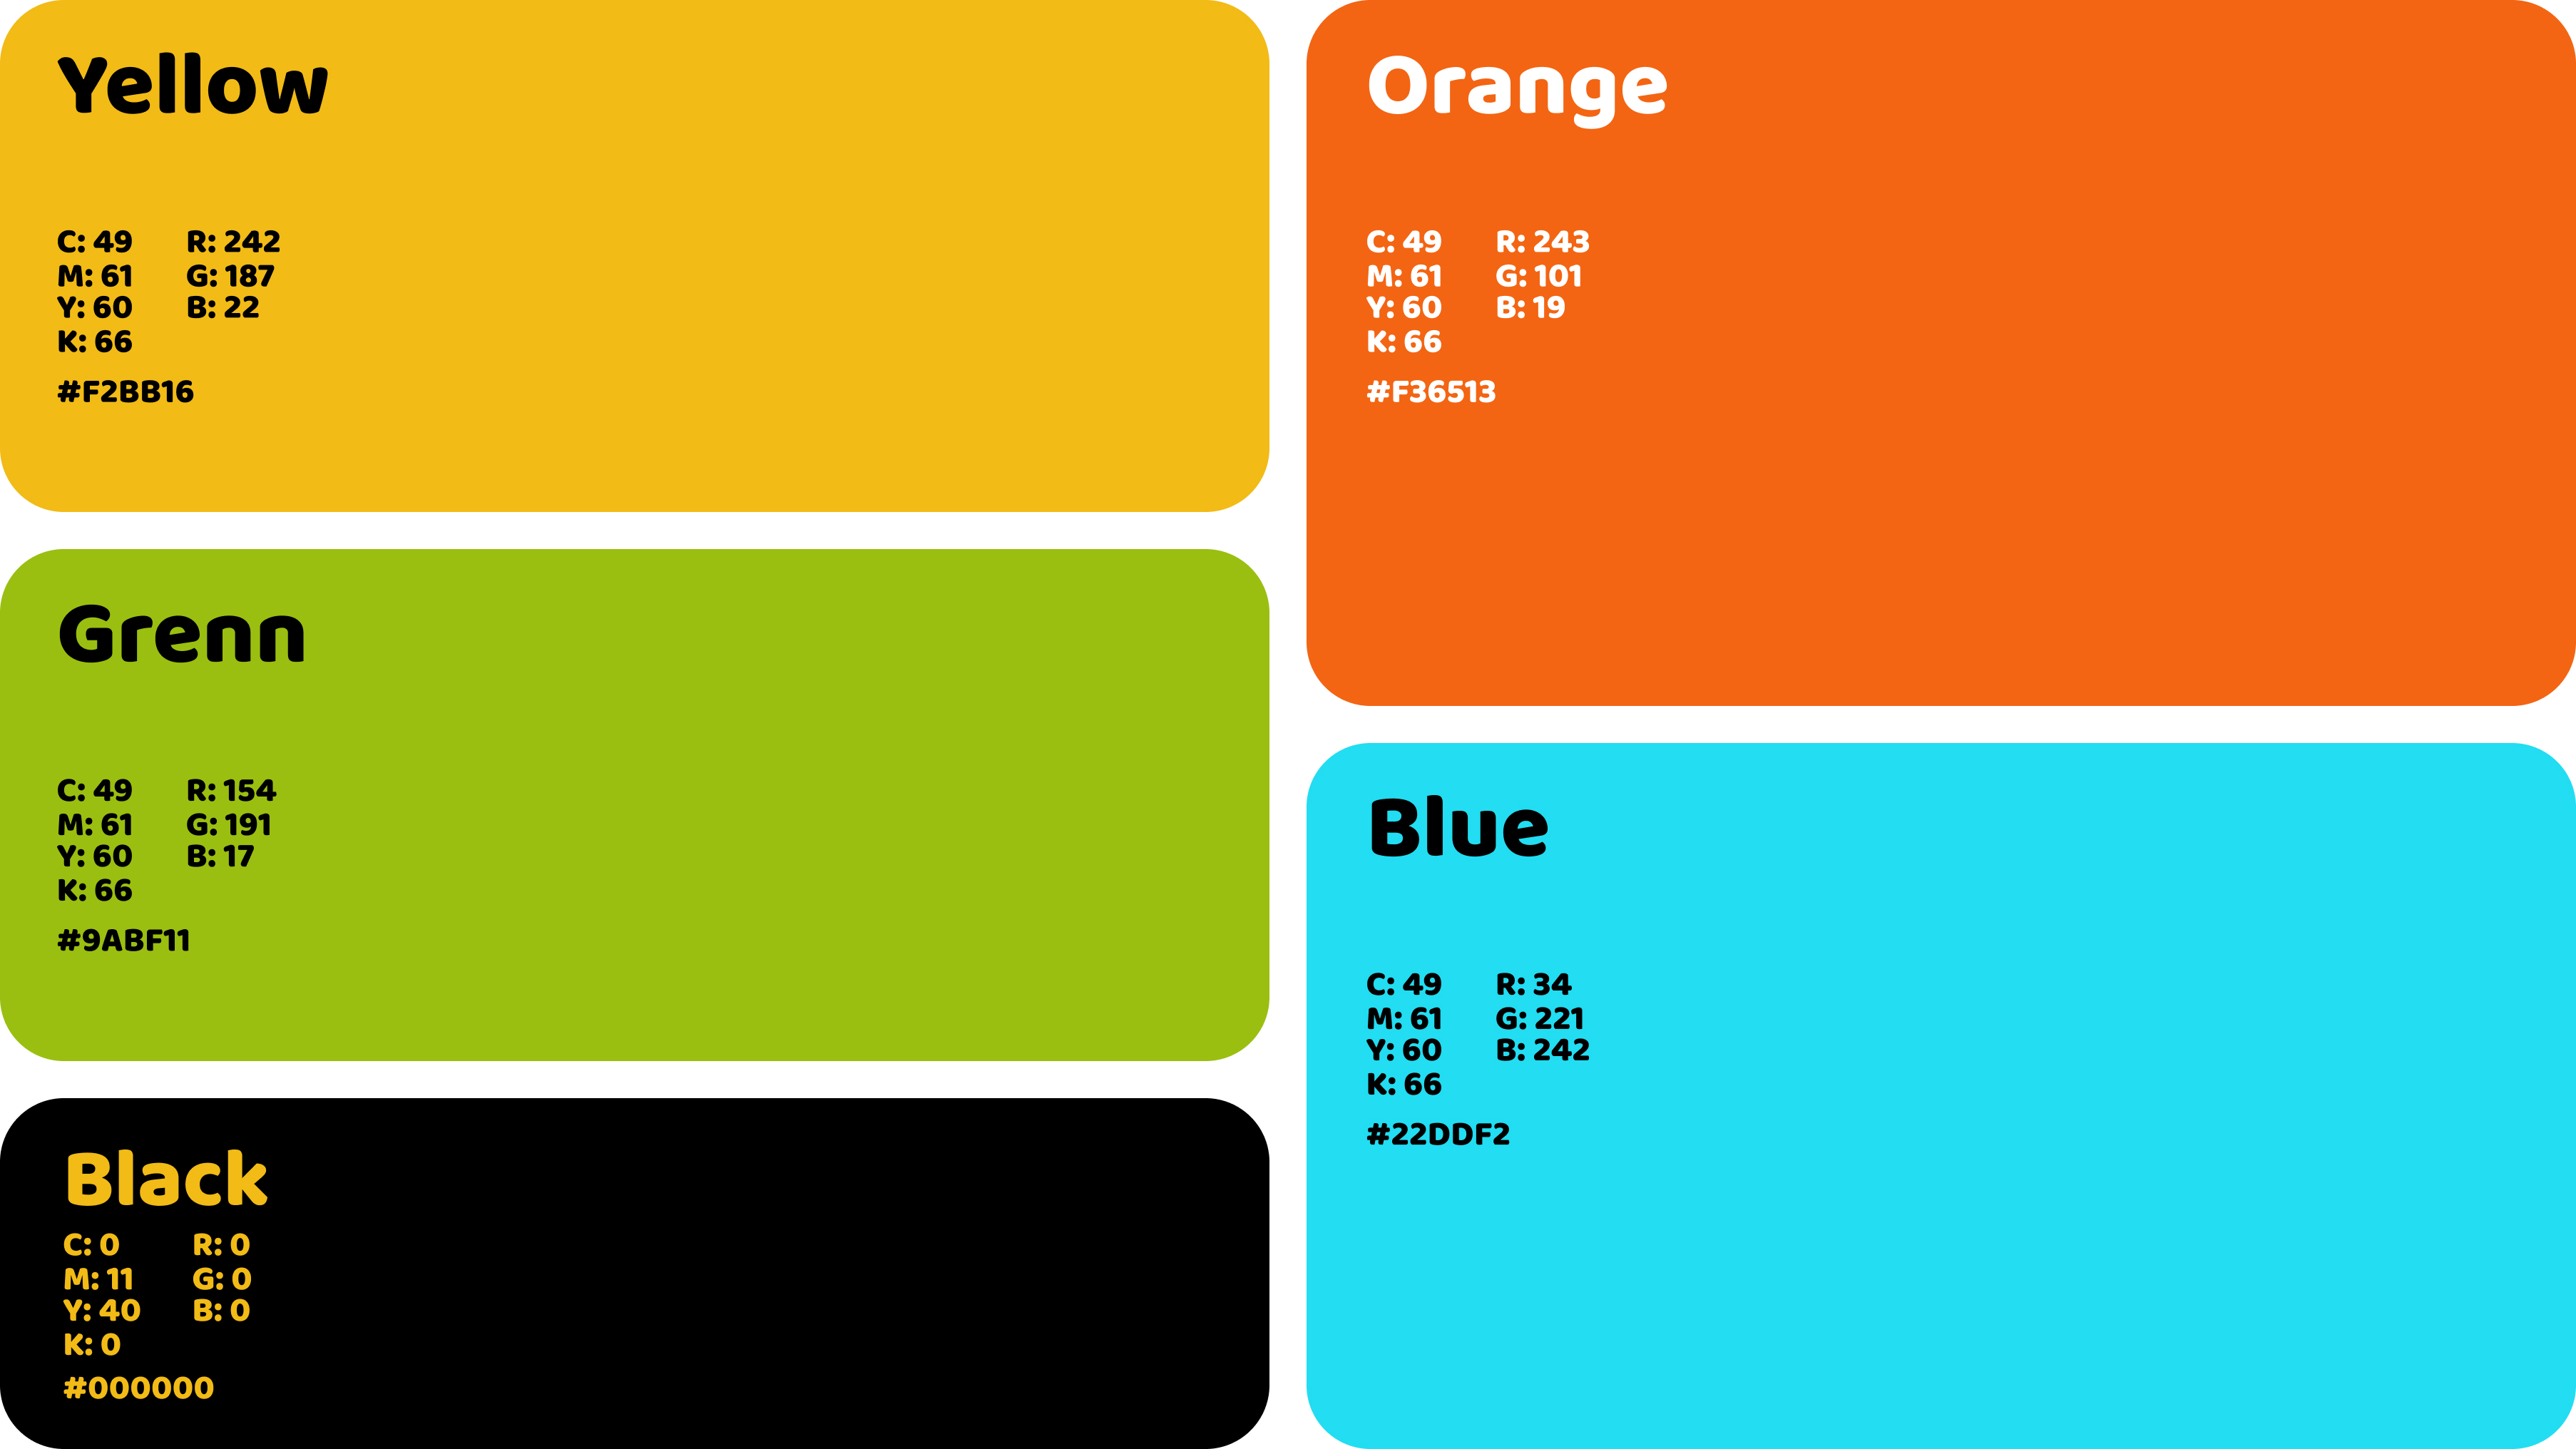 Yellow
C: 49 R: 242
M: 61 G: 187
Y: 60 B: 22
K: 66
#F2BB16
Grenn
C: 49 R: 154
M: 61 G: 191
Y: 60 B: 17
K: 66
#9ABF11
Black
C: 0 R: 0
M: 11 G: 0
Y: 40 B: 0
K: 0
#000000
Orange
C: 49 R: 243
M: 61 G: 101
Y: 60 B: 19
K: 66
#F36513
Blue
C: 49 R: 34
M: 61 G: 221
Y: 60 B: 242
K: 66
#22DDF2